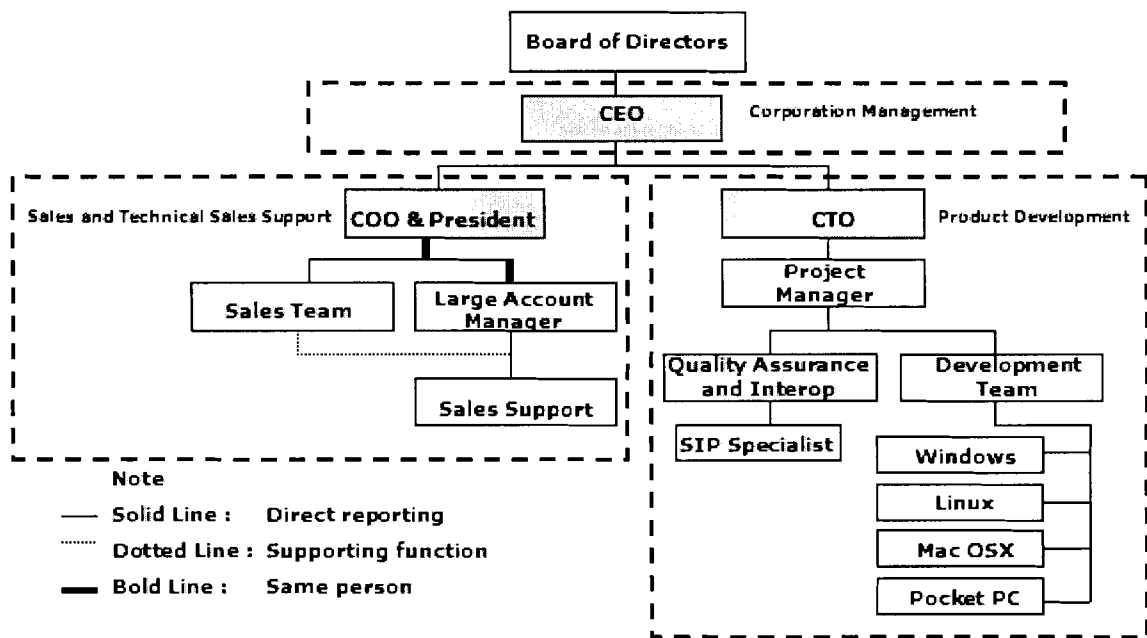 Board of Directors
CEO
Corporation Management
Sales and Technical Sales Support
COO & President
CTO
Product Development
Sales Team
Large Account
Manager
Project
Manager
Sales Support
Quality Assurance
and Interop
Development
Team
SIP Specialist
Windows
Linux
Mac OSX
Pocket PC
Note
Solid Line : Direct reporting
Dotted Line : Supporting function
Bold Line : Same person